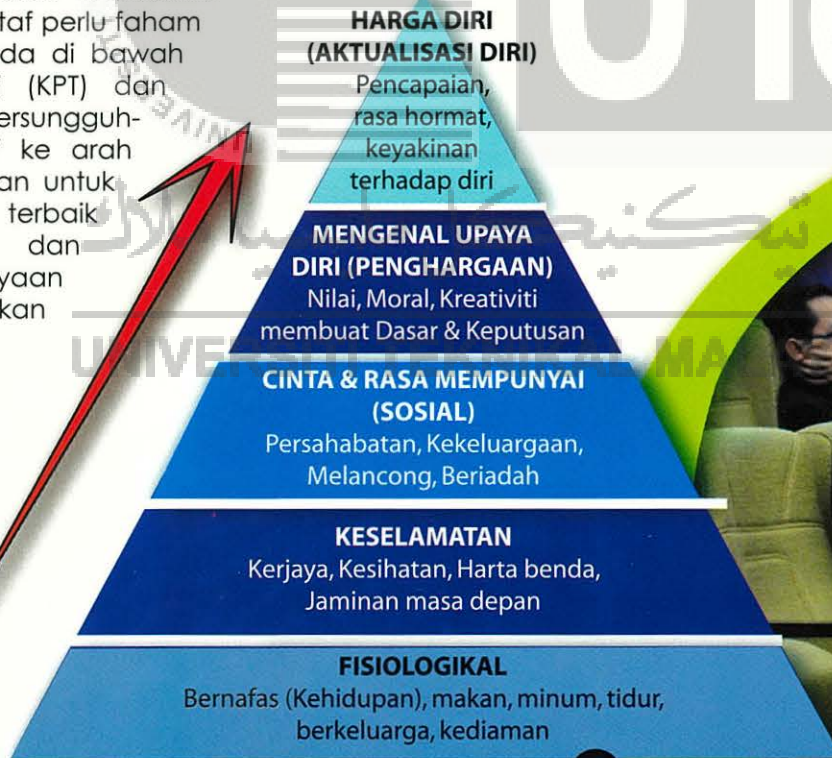 taf perlu faham
da di bawah
(KPT) dan
ersungguh-
ke arah
an untuk
terbaik
dan
yaan
kan
HARGA DIRI
(AKTUALISASI DIRI)
Pencapaian,
rasa hormat,
keyakinan
terhadap diri
MENGENAL UPAYA
DIRI (PENGHARGAAN)
Nilai, Moral, Kreativiti
membuat Dasar & Keputusan
CINTA & RASA MEMPUNYAI
(SOSIAL)
Persahabatan, Kekeluargaan,
Melancong, Beriadah
KESELAMATAN
Kerjaya, Kesihatan, Harta benda,
Jaminan masa depan
FISIOLOGIKAL
Bernafas (Kehidupan), makan, minum, tidur,
berkeluarga, kediaman
UNIVERSITI TEKNIKAL MA